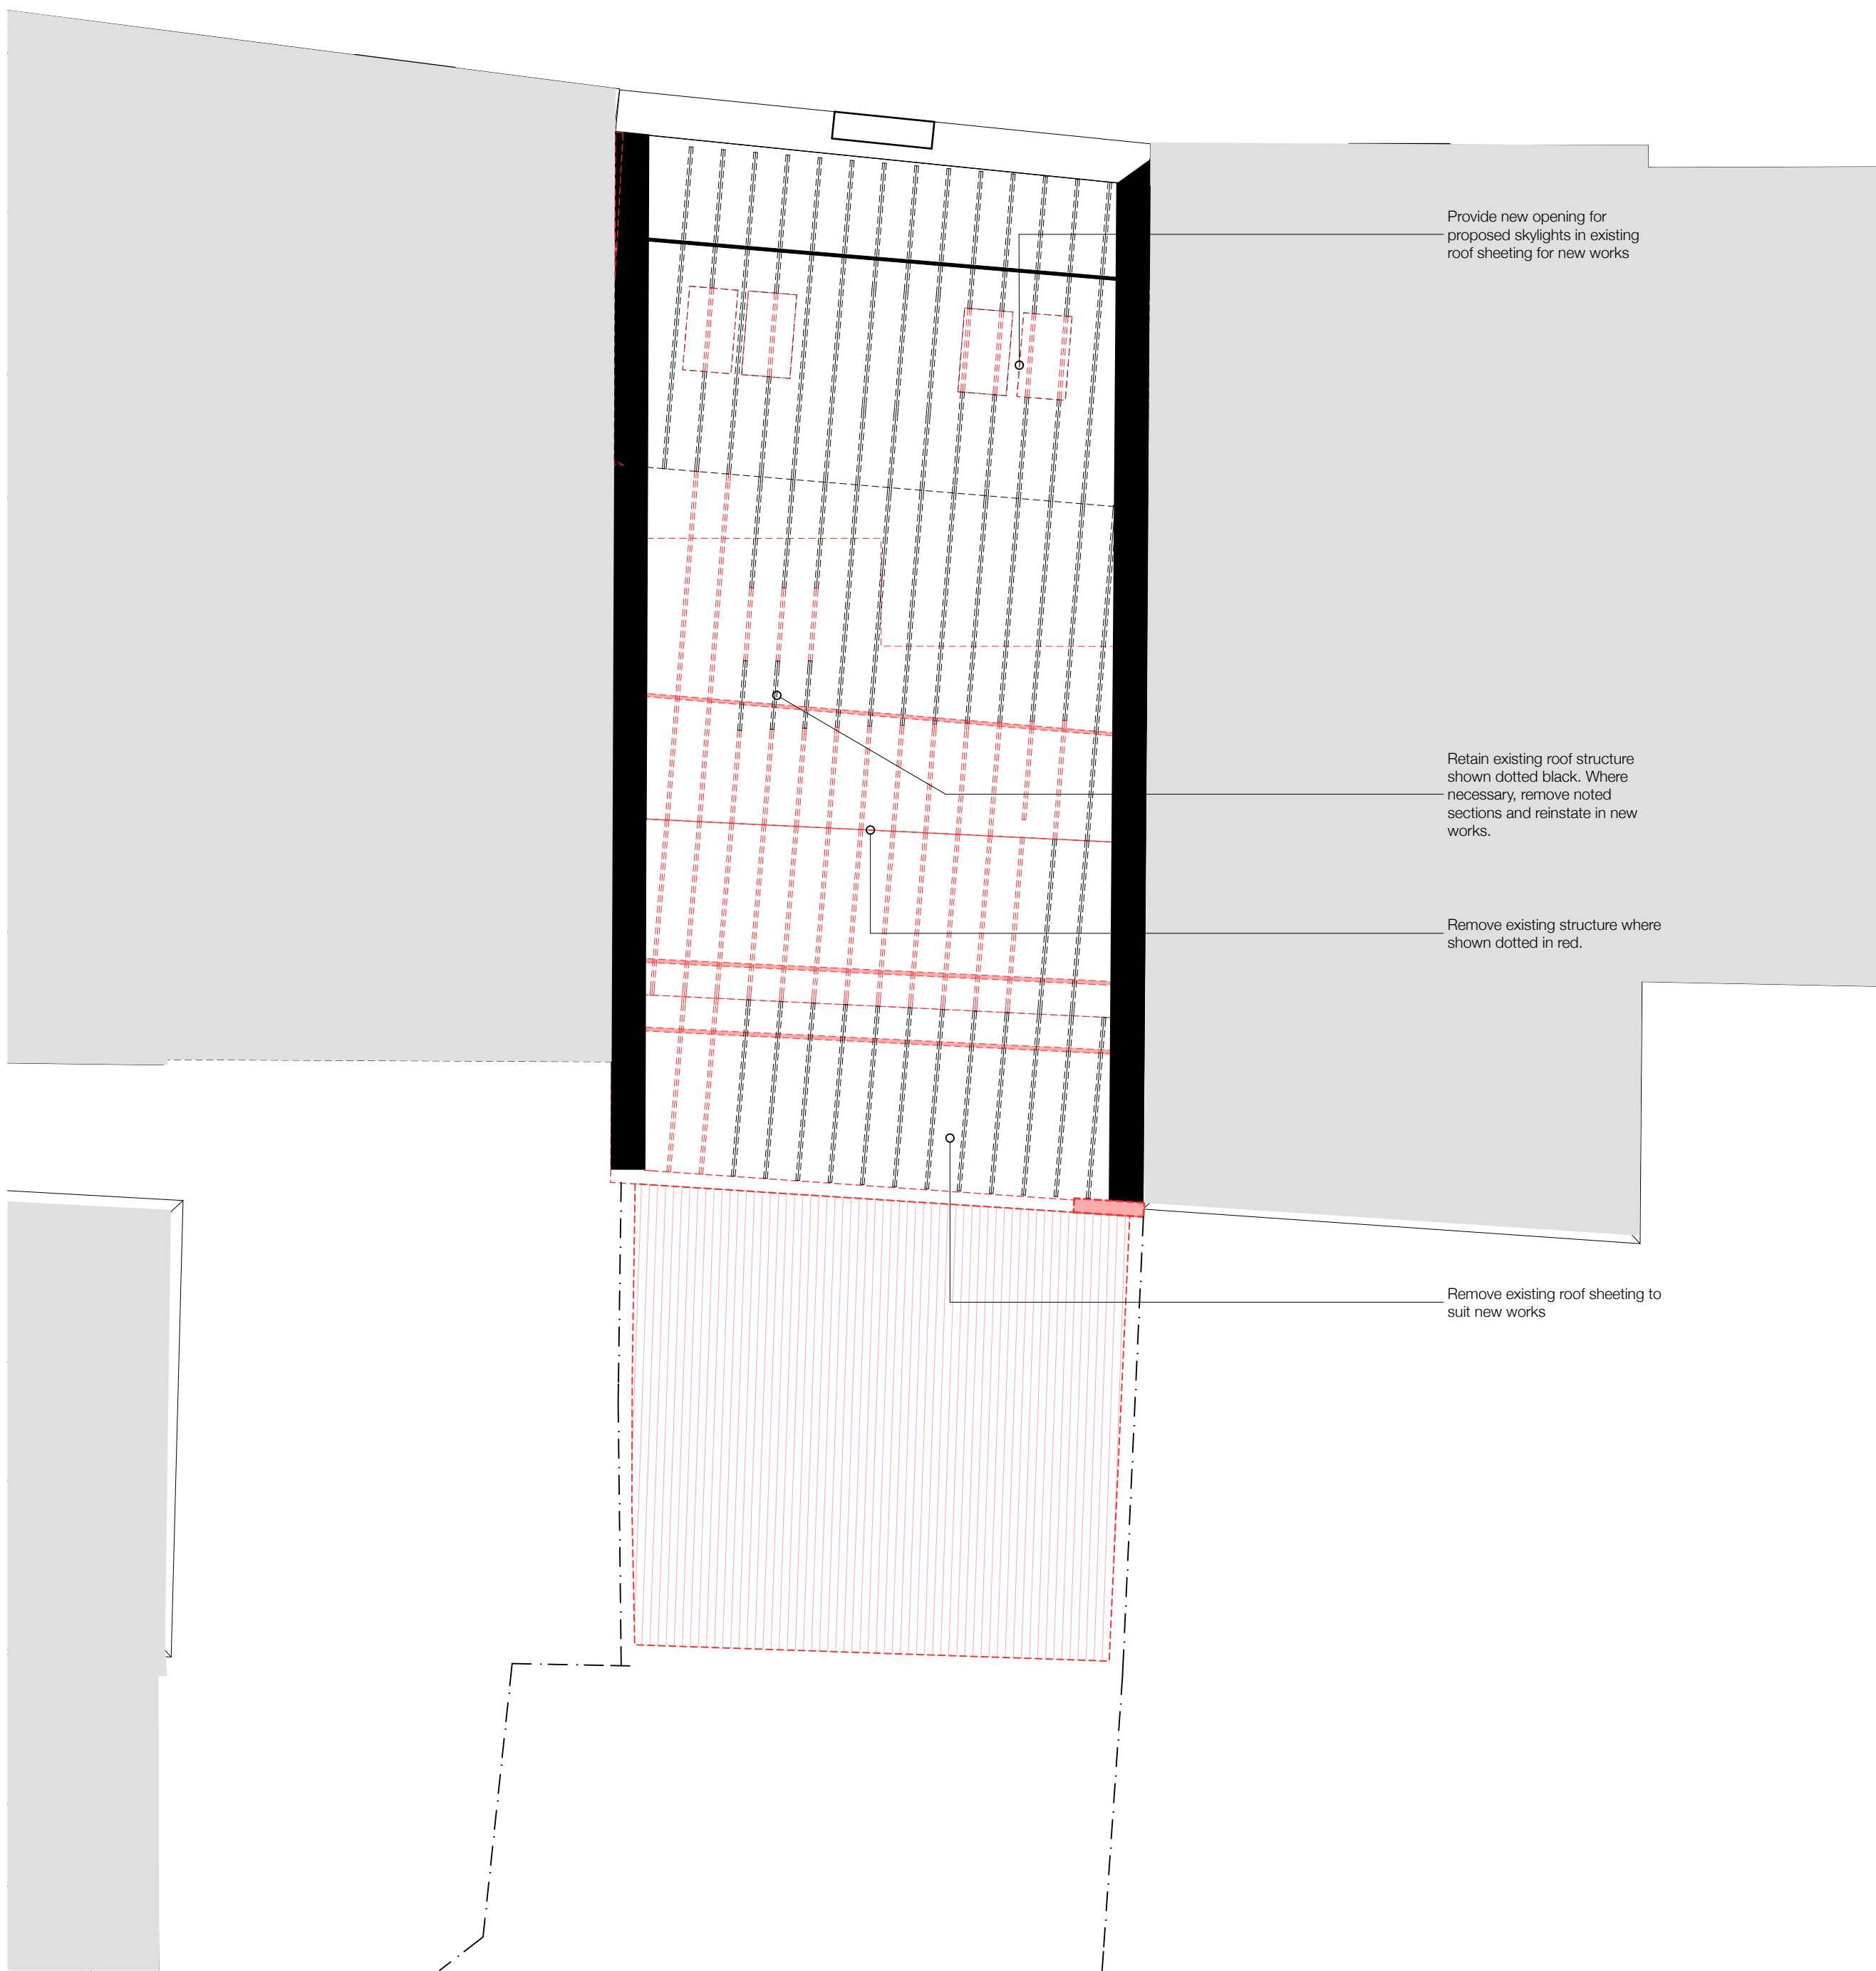 Provide new opening for
proposed skylights in existing
roof sheeting for new works
Retain existing roof structure
shown dotted black. Where
necessary, remove noted
sections and reinstate in new
works.
Remove existing structure where
shown dotted in red.
Remove existing roof sheeting to
suit new works